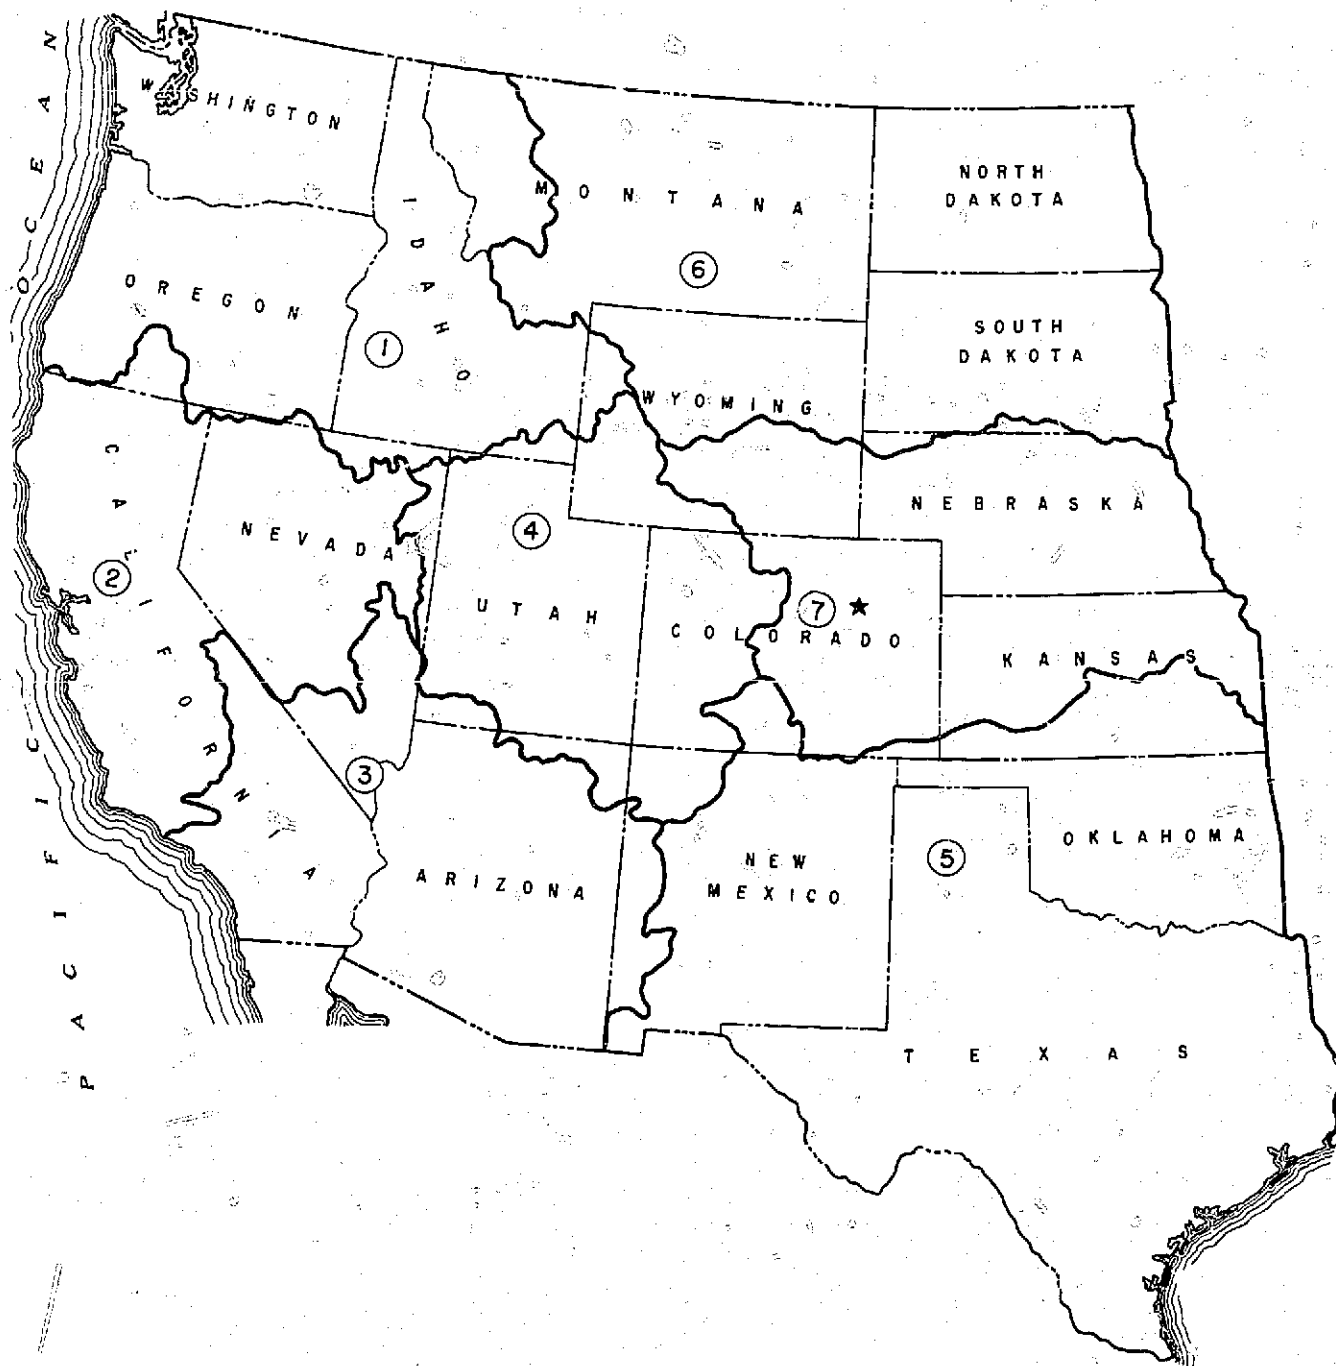 PACIFIC OCEAN
WASHINGTON
OREGON
IDAHO
MONTANA
NORTH
DAKOTA
SOUTH
DAKOTA
WYOMING
NEBRASKA
CALIFORNIA
NEVADA
UTAH
COLORADO
KANSAS
ARIZONA
NEW
MEXICO
OKLAHOMA
TEXAS
1
2
3
4
5
6
7